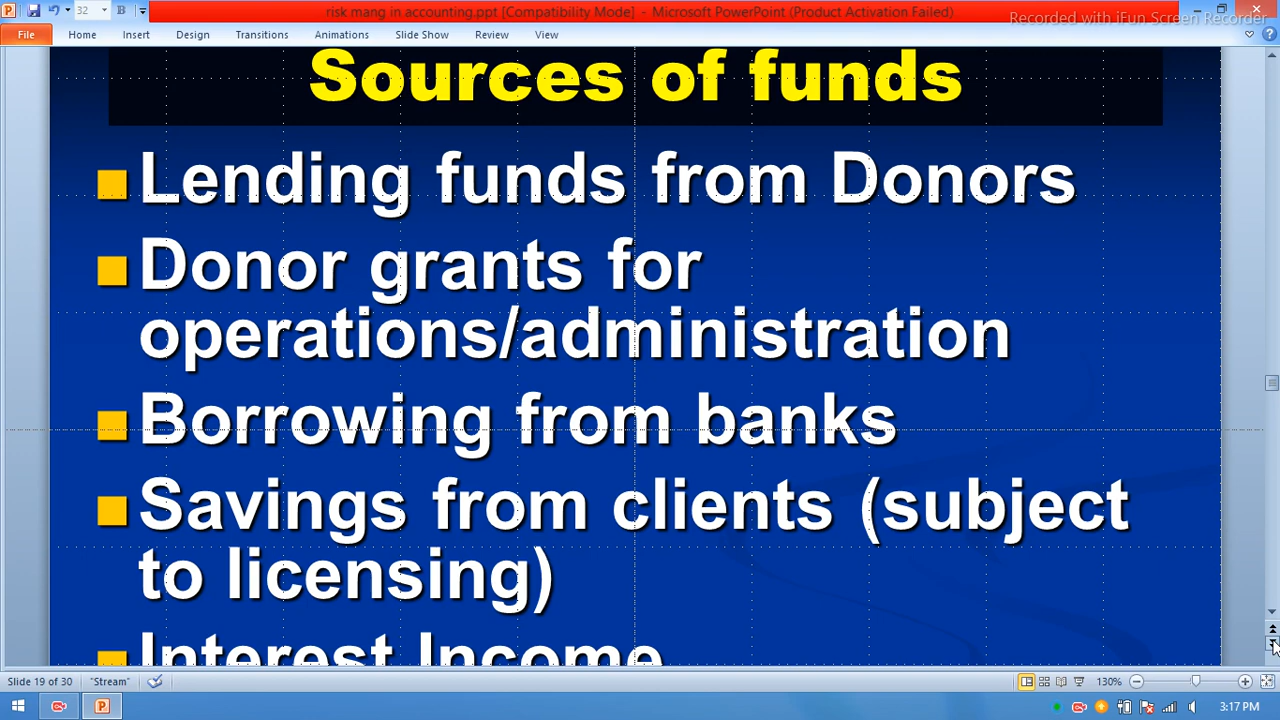 risk mang in accounting.ppt [Compatibility Mode] - Microsoft PowerPoint (Product Activation Failed)
Recorded with iFun Screen Recorder
32
B
File Home Insert Design Transitions Animations Slide Show Review View
Sources of funds
Lending funds from Donors
Donor grants for
operations/administration
Borrowing from banks
Savings from clients (subject
to licensing)
Interest Income
Slide 19 of 30 "Stream" 130%
3:17 PM